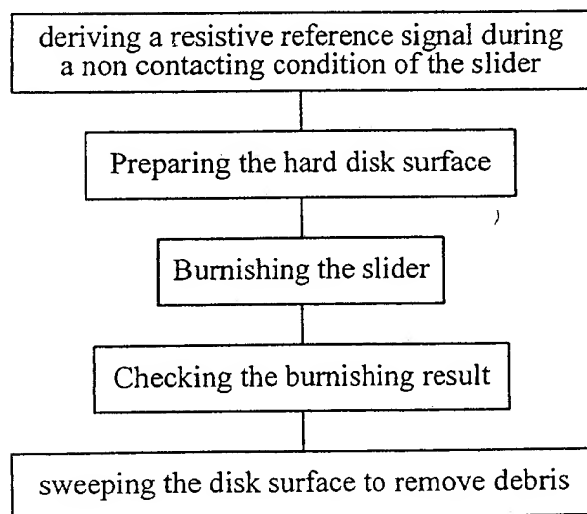 deriving a resistive reference signal during
a non contacting condition of the slider
Preparing the hard disk surface
Burnishing the slider
Checking the burnishing result
sweeping the disk surface to remove debris